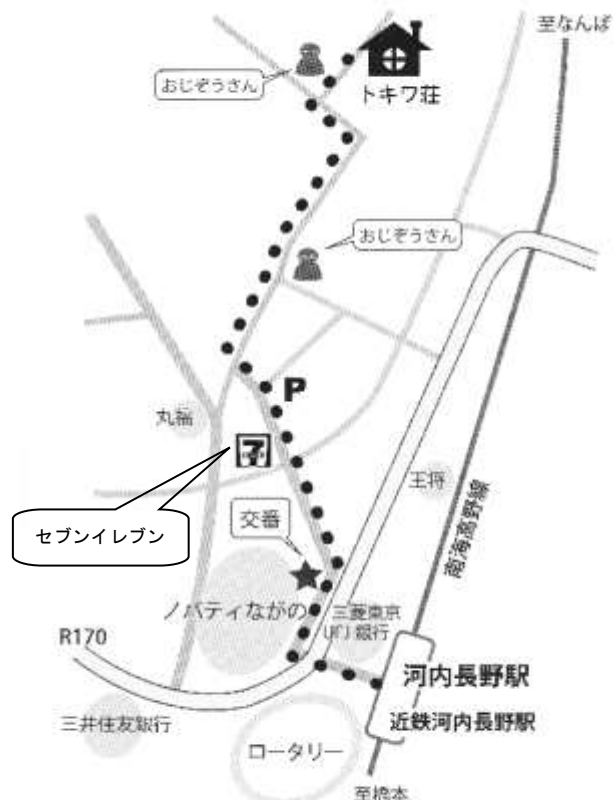 至なんば
おじぞうさん
トキワ荘
おじぞうさん
P
丸福
7
王将
セブンイレブン
交番
南海高野線
ノバティながの
三菱東京
UFJ銀行
R170
河内長野駅
三井住友銀行
近鉄河内長野駅
ロータリー
至橋本